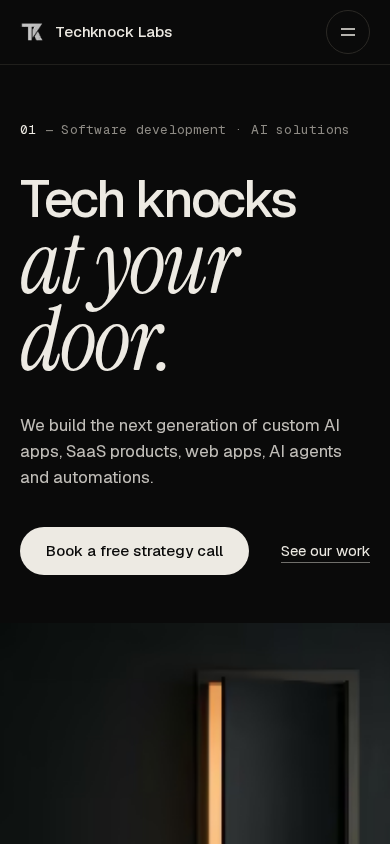 TK Techknock Labs
01 — Software development · AI solutions
Tech knocks
at your
door.
We build the next generation of custom AI
apps, SaaS products, web apps, AI agents
and automations.
Book a free strategy call See our work